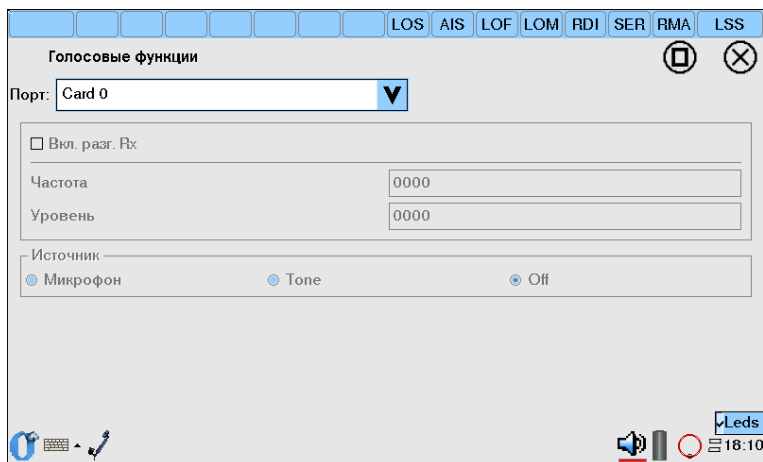 LOS AIS LOF LOM RDI SER RMA LSS
Голосовые функции
Порт: Card 0
Вкл. разг. Rx
Частота 0000
Уровень 0000
Источник
Микрофон Tone Off
Leds
18:10